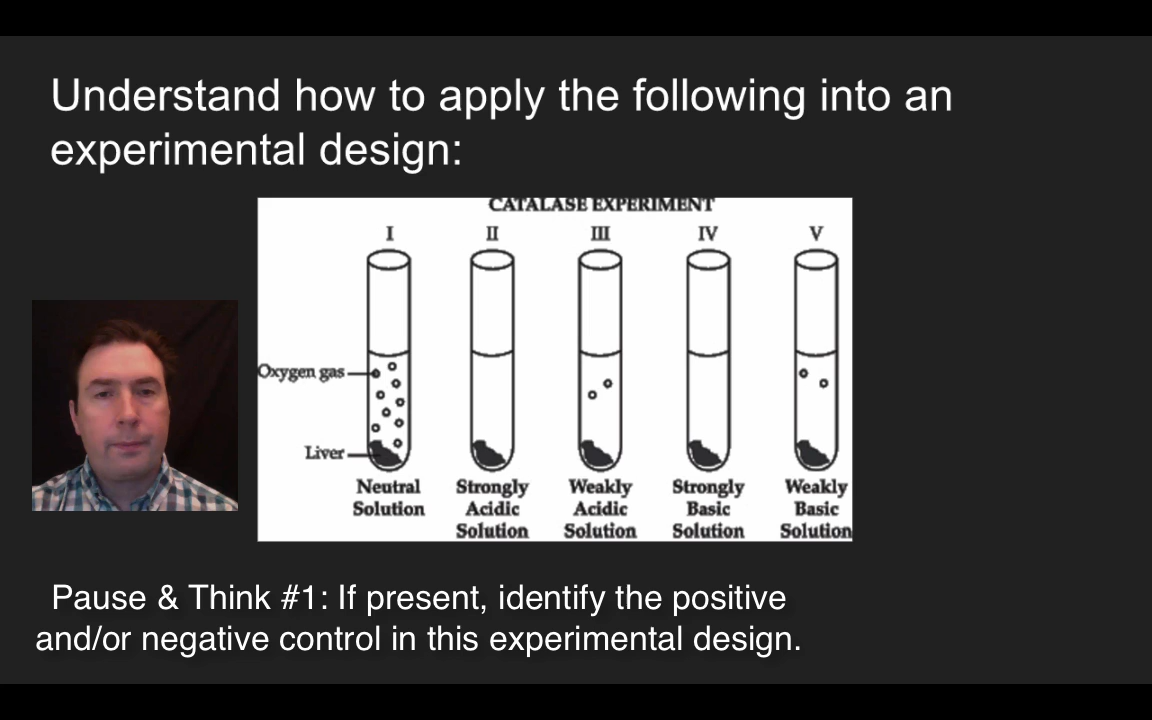 Understand how to apply the following into an
experimental design:
CATALASE EXPERIMENT
I II III IV V
Oxygen gas
Liver
Neutral Solution
Strongly Acidic Solution
Weakly Acidic Solution
Strongly Basic Solution
Weakly Basic Solution
Pause & Think #1: If present, identify the positive
and/or negative control in this experimental design.